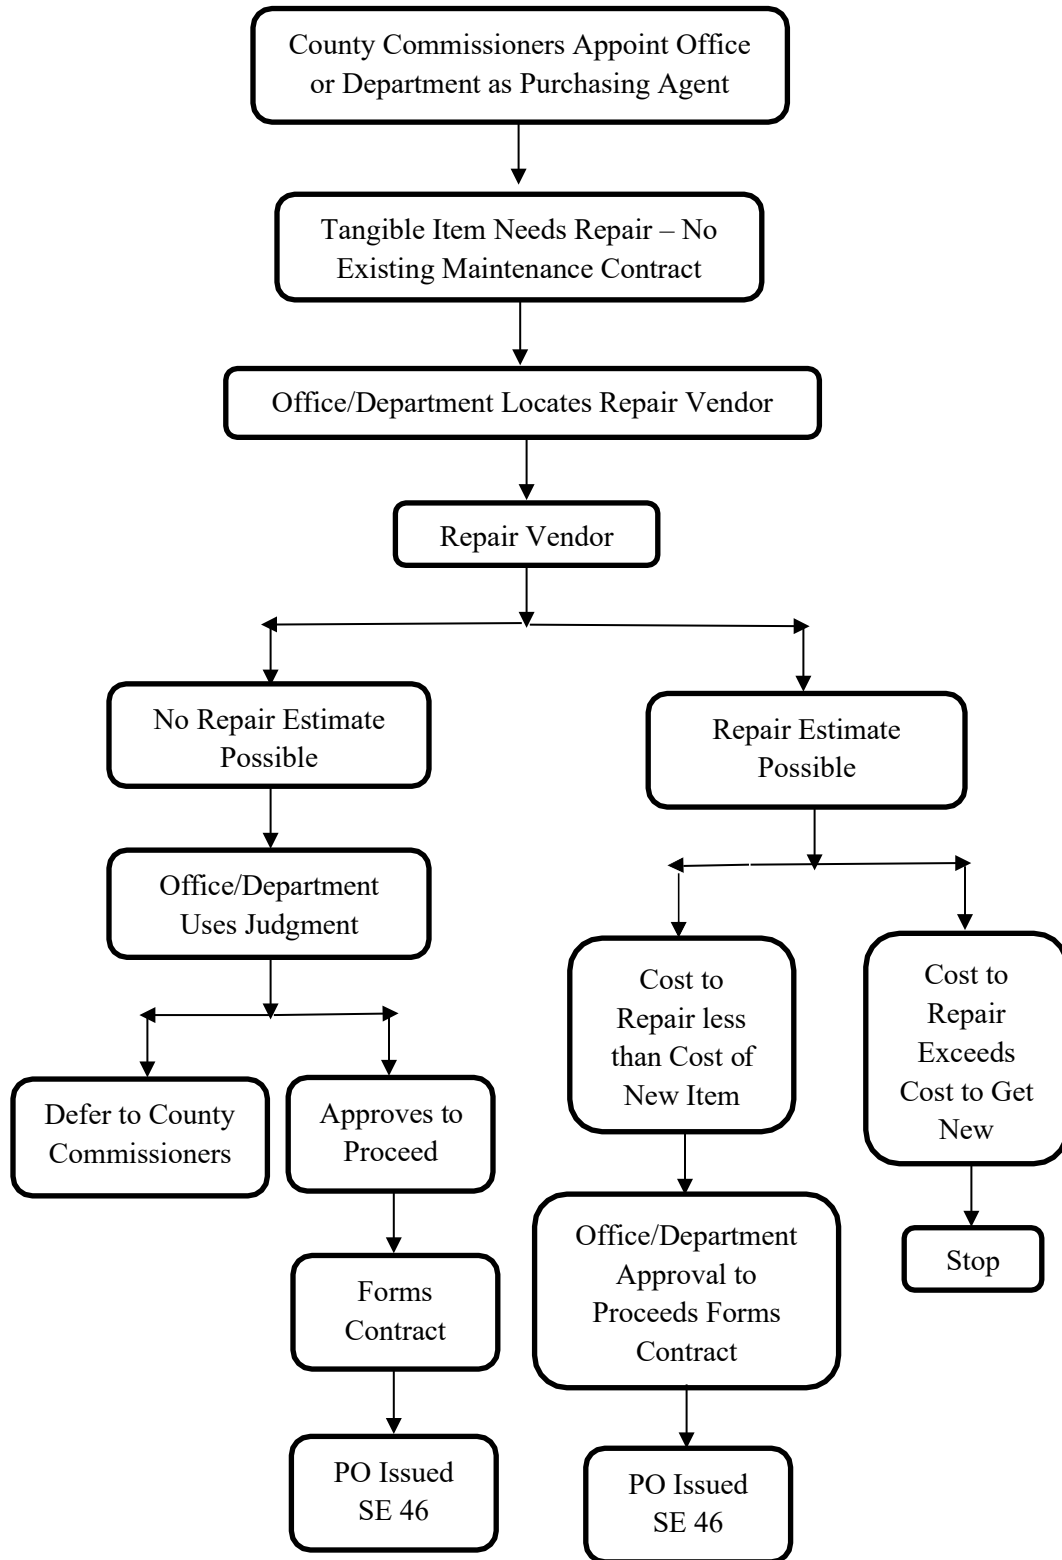 County Commissioners Appoint Office
or Department as Purchasing Agent
Tangible Item Needs Repair – No
Existing Maintenance Contract
Office/Department Locates Repair Vendor
Repair Vendor
No Repair Estimate
Possible
Repair Estimate
Possible
Office/Department
Uses Judgment
Cost to
Repair less
than Cost of
New Item
Cost to
Repair
Exceeds
Cost to Get
New
Defer to County
Commissioners
Approves to
Proceed
Office/Department
Approval to
Proceeds Forms
Contract
Stop
Forms
Contract
PO Issued
SE 46
PO Issued
SE 46